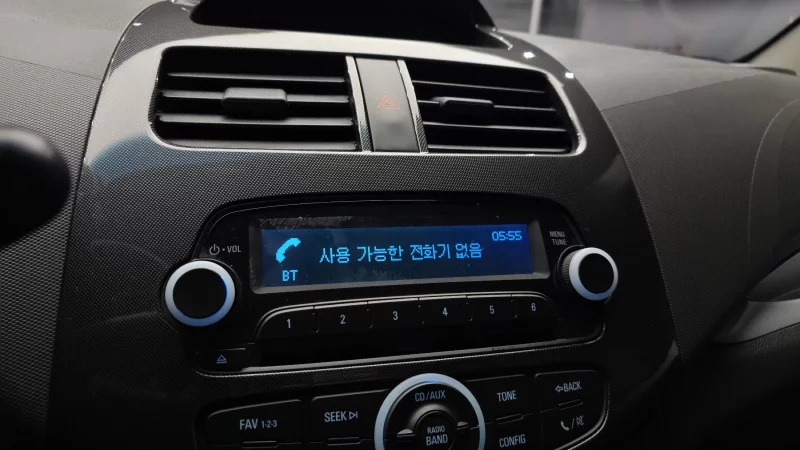 ⏻・VOL
MENU
TUNE
05:55
사용 가능한 전화기 없음
BT
1 2 3 4 5 6
FAV 1-2-3
SEEK
CD/AUX
TONE
BACK
RADIO
BAND
CONFIG